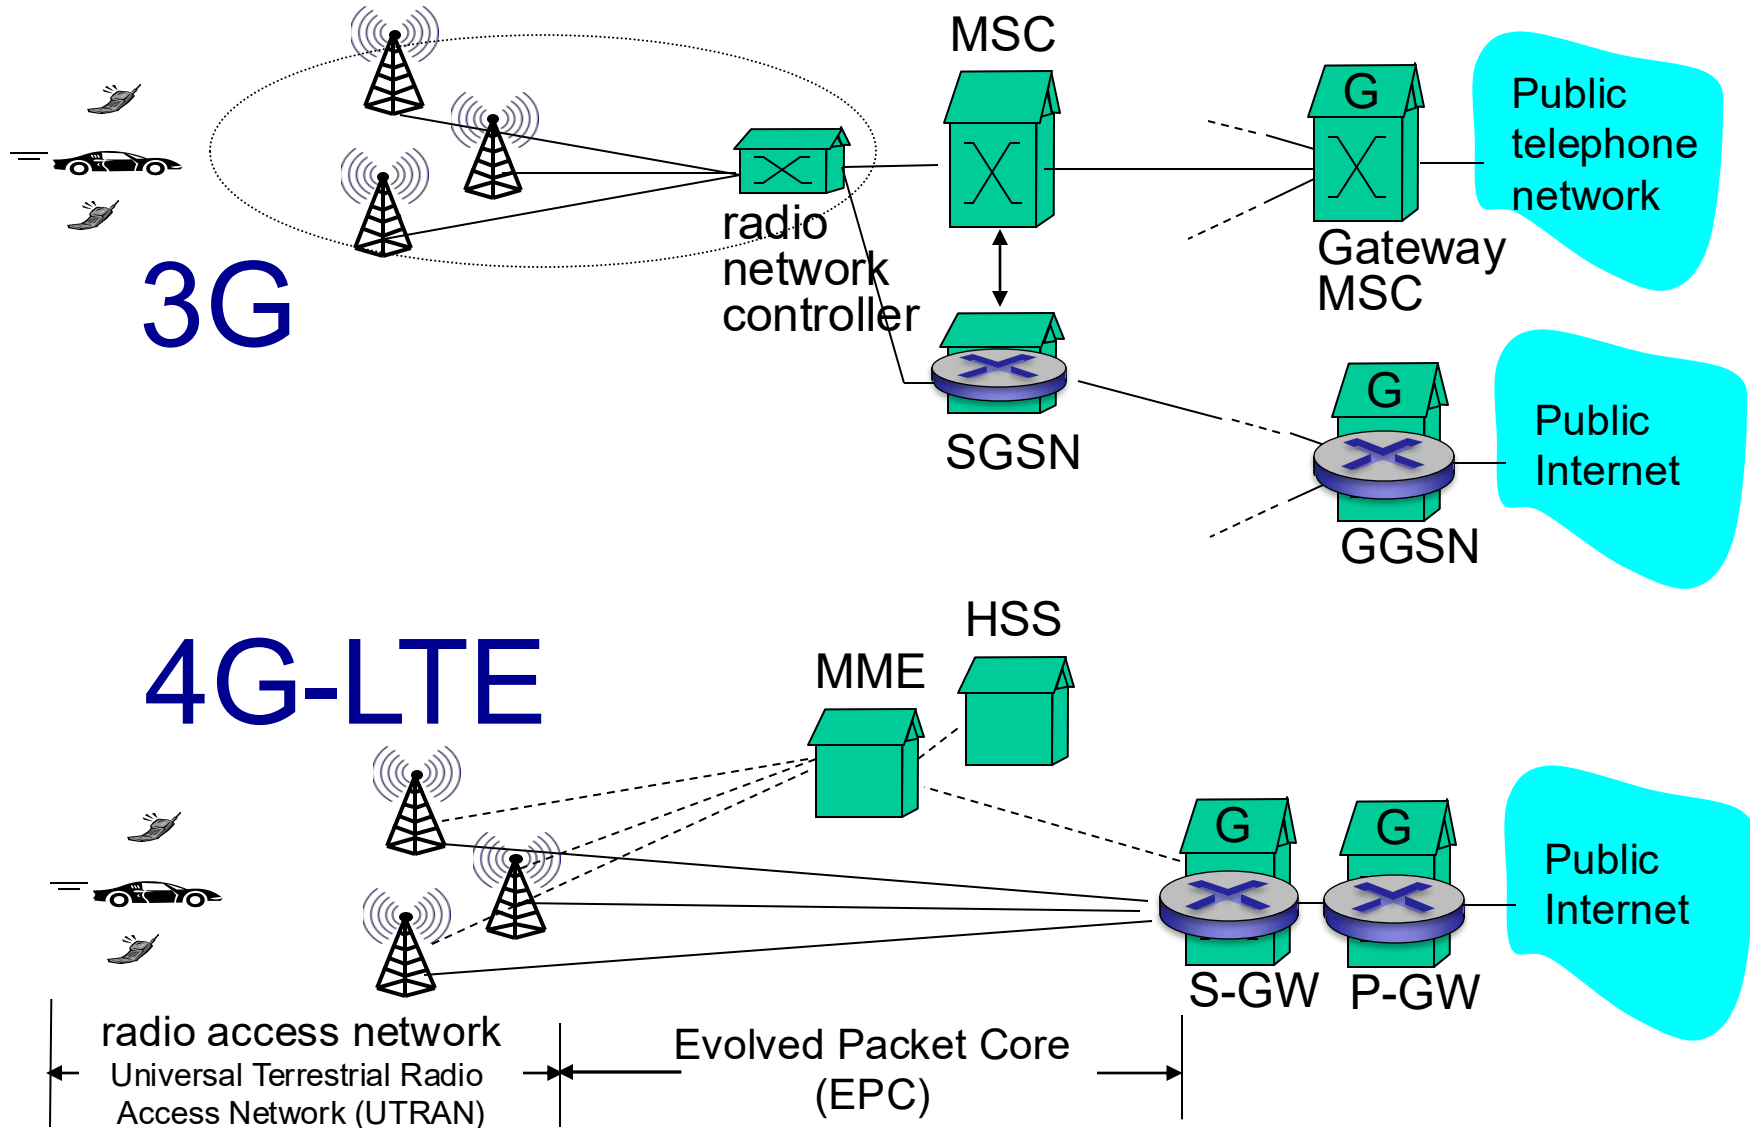 MSC
G
Public
telephone
network
radio
network
controller
Gateway
MSC
3G
SGSN
G
Public
Internet
GGSN
HSS
4G-LTE
MME
G
G
Public
Internet
S-GW
P-GW
radio access network
Universal Terrestrial Radio
Access Network (UTRAN)
Evolved Packet Core
(EPC)